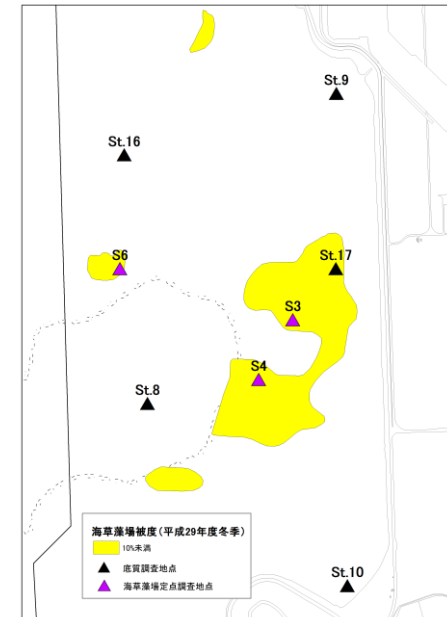 St.9
St.16
S6
St.17
S3
S4
St.8
海草藻場被度(平成29年度冬季)
10%未満
底質調査地点
海草藻場定点調査地点
St.10